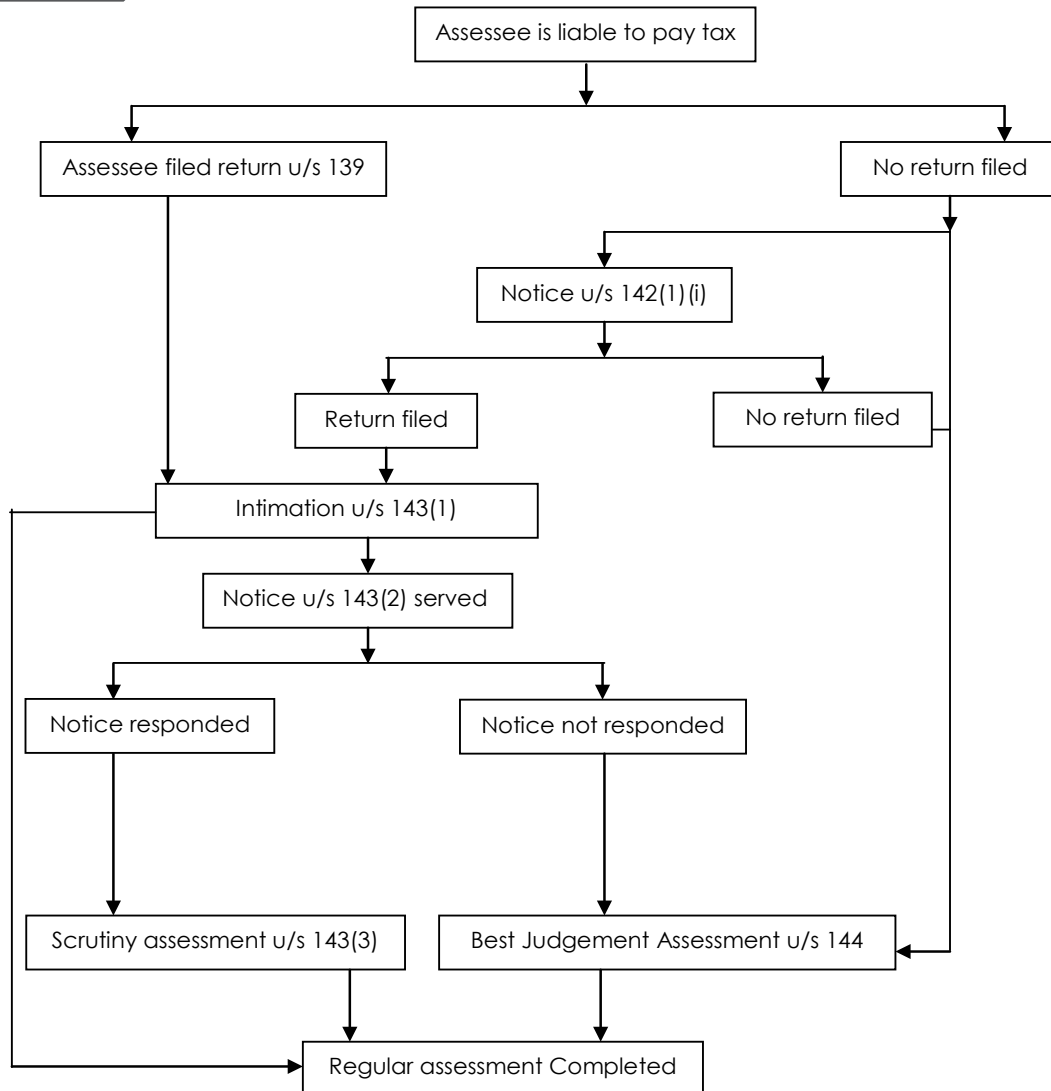 Assessee is liable to pay tax
Assessee filed return u/s 139
No return filed
Notice u/s 142(1)(i)
Return filed
No return filed
Intimation u/s 143(1)
Notice u/s 143(2) served
Notice responded
Notice not responded
Scrutiny assessment u/s 143(3)
Best Judgement Assessment u/s 144
Regular assessment Completed